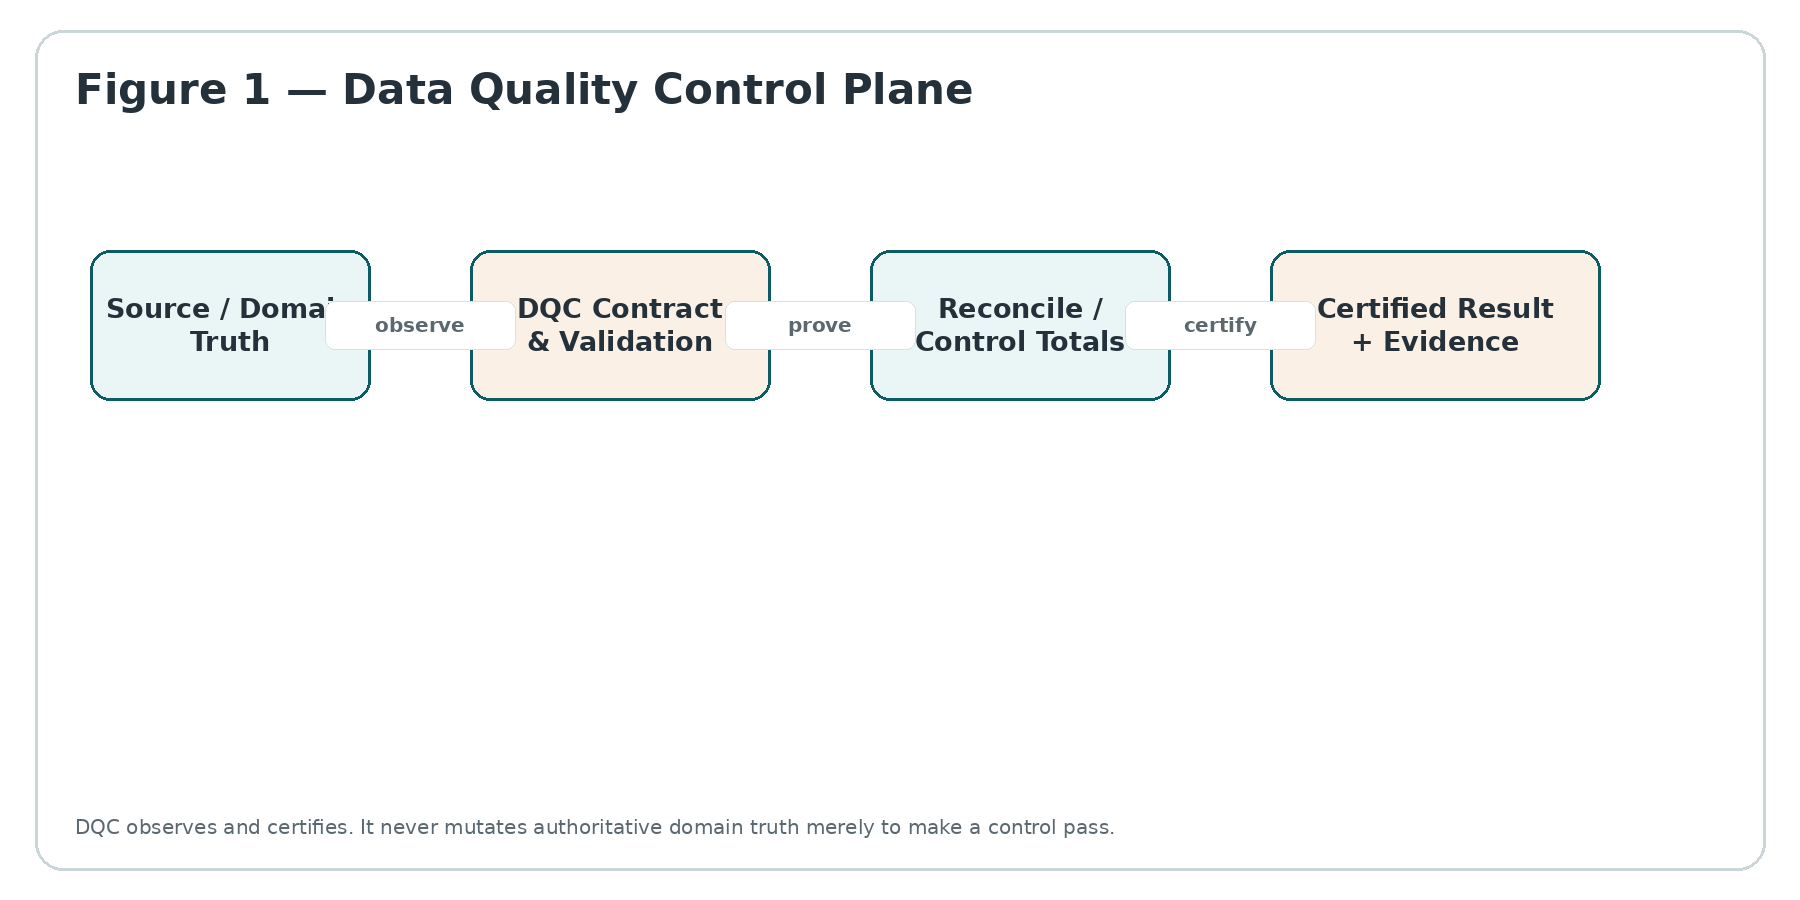 Figure 1 — Data Quality Control Plane
Source / Domai
Truth
observe
DQC Contract
& Validation
prove
Reconcile /
Control Totals
certify
Certified Result
+ Evidence
DQC observes and certifies. It never mutates authoritative domain truth merely to make a control pass.